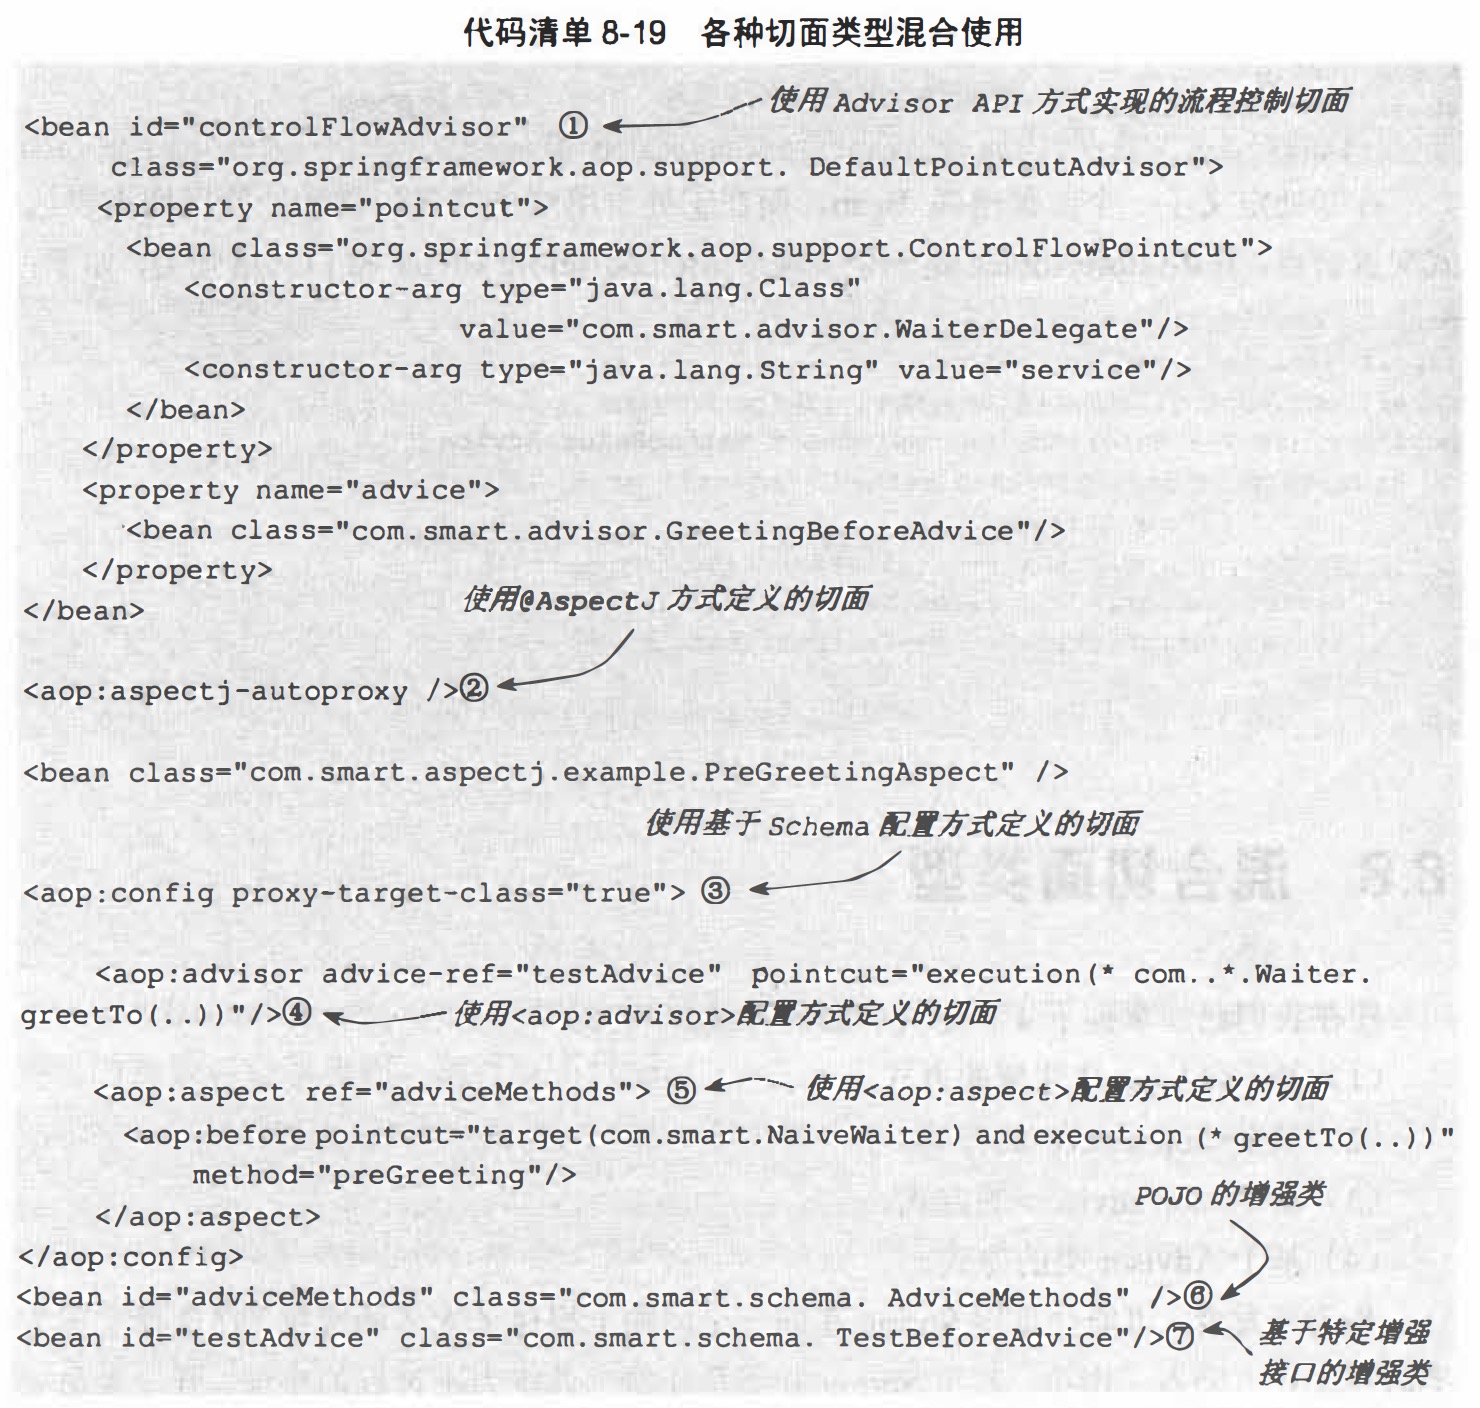 代码清单 8-19 各种切面类型混合使用
使用 Advisor API 方式实现的流程控制切面
<bean id="controlFlowAdvisor" ①
class="org.springframework.aop.support. DefaultPointcutAdvisor">
<property name="pointcut">
<bean class="org.springframework.aop.support.ControlFlowPointcut">
<constructor-arg type="java.lang.Class"
value="com.smart.advisor.WaiterDelegate"/>
<constructor-arg type="java.lang.String" value="service"/>
</bean>
</property>
<property name="advice">
<bean class="com.smart.advisor.GreetingBeforeAdvice"/>
</property>
</bean>
使用@AspectJ 方式定义的切面
<aop:aspectj-autoproxy />②
<bean class="com.smart.aspectj.example.PreGreetingAspect" />
使用基于 Schema 配置方式定义的切面
<aop:config proxy-target-class="true"> ③
<aop:advisor advice-ref="testAdvice" pointcut="execution(* com..*.Waiter.
greetTo(..))"/>④ 使用<aop:advisor>配置方式定义的切面
<aop:aspect ref="adviceMethods"> ⑤ 使用<aop:aspect>配置方式定义的切面
<aop:before pointcut="target(com.smart.NaiveWaiter) and execution (* greetTo(..))"
method="preGreeting"/>
POJO 的增强类
</aop:aspect>
</aop:config>
<bean id="adviceMethods" class="com.smart.schema. AdviceMethods" />⑥
<bean id="testAdvice" class="com.smart.schema. TestBeforeAdvice"/>⑦ 基于特定增强
接口的增强类